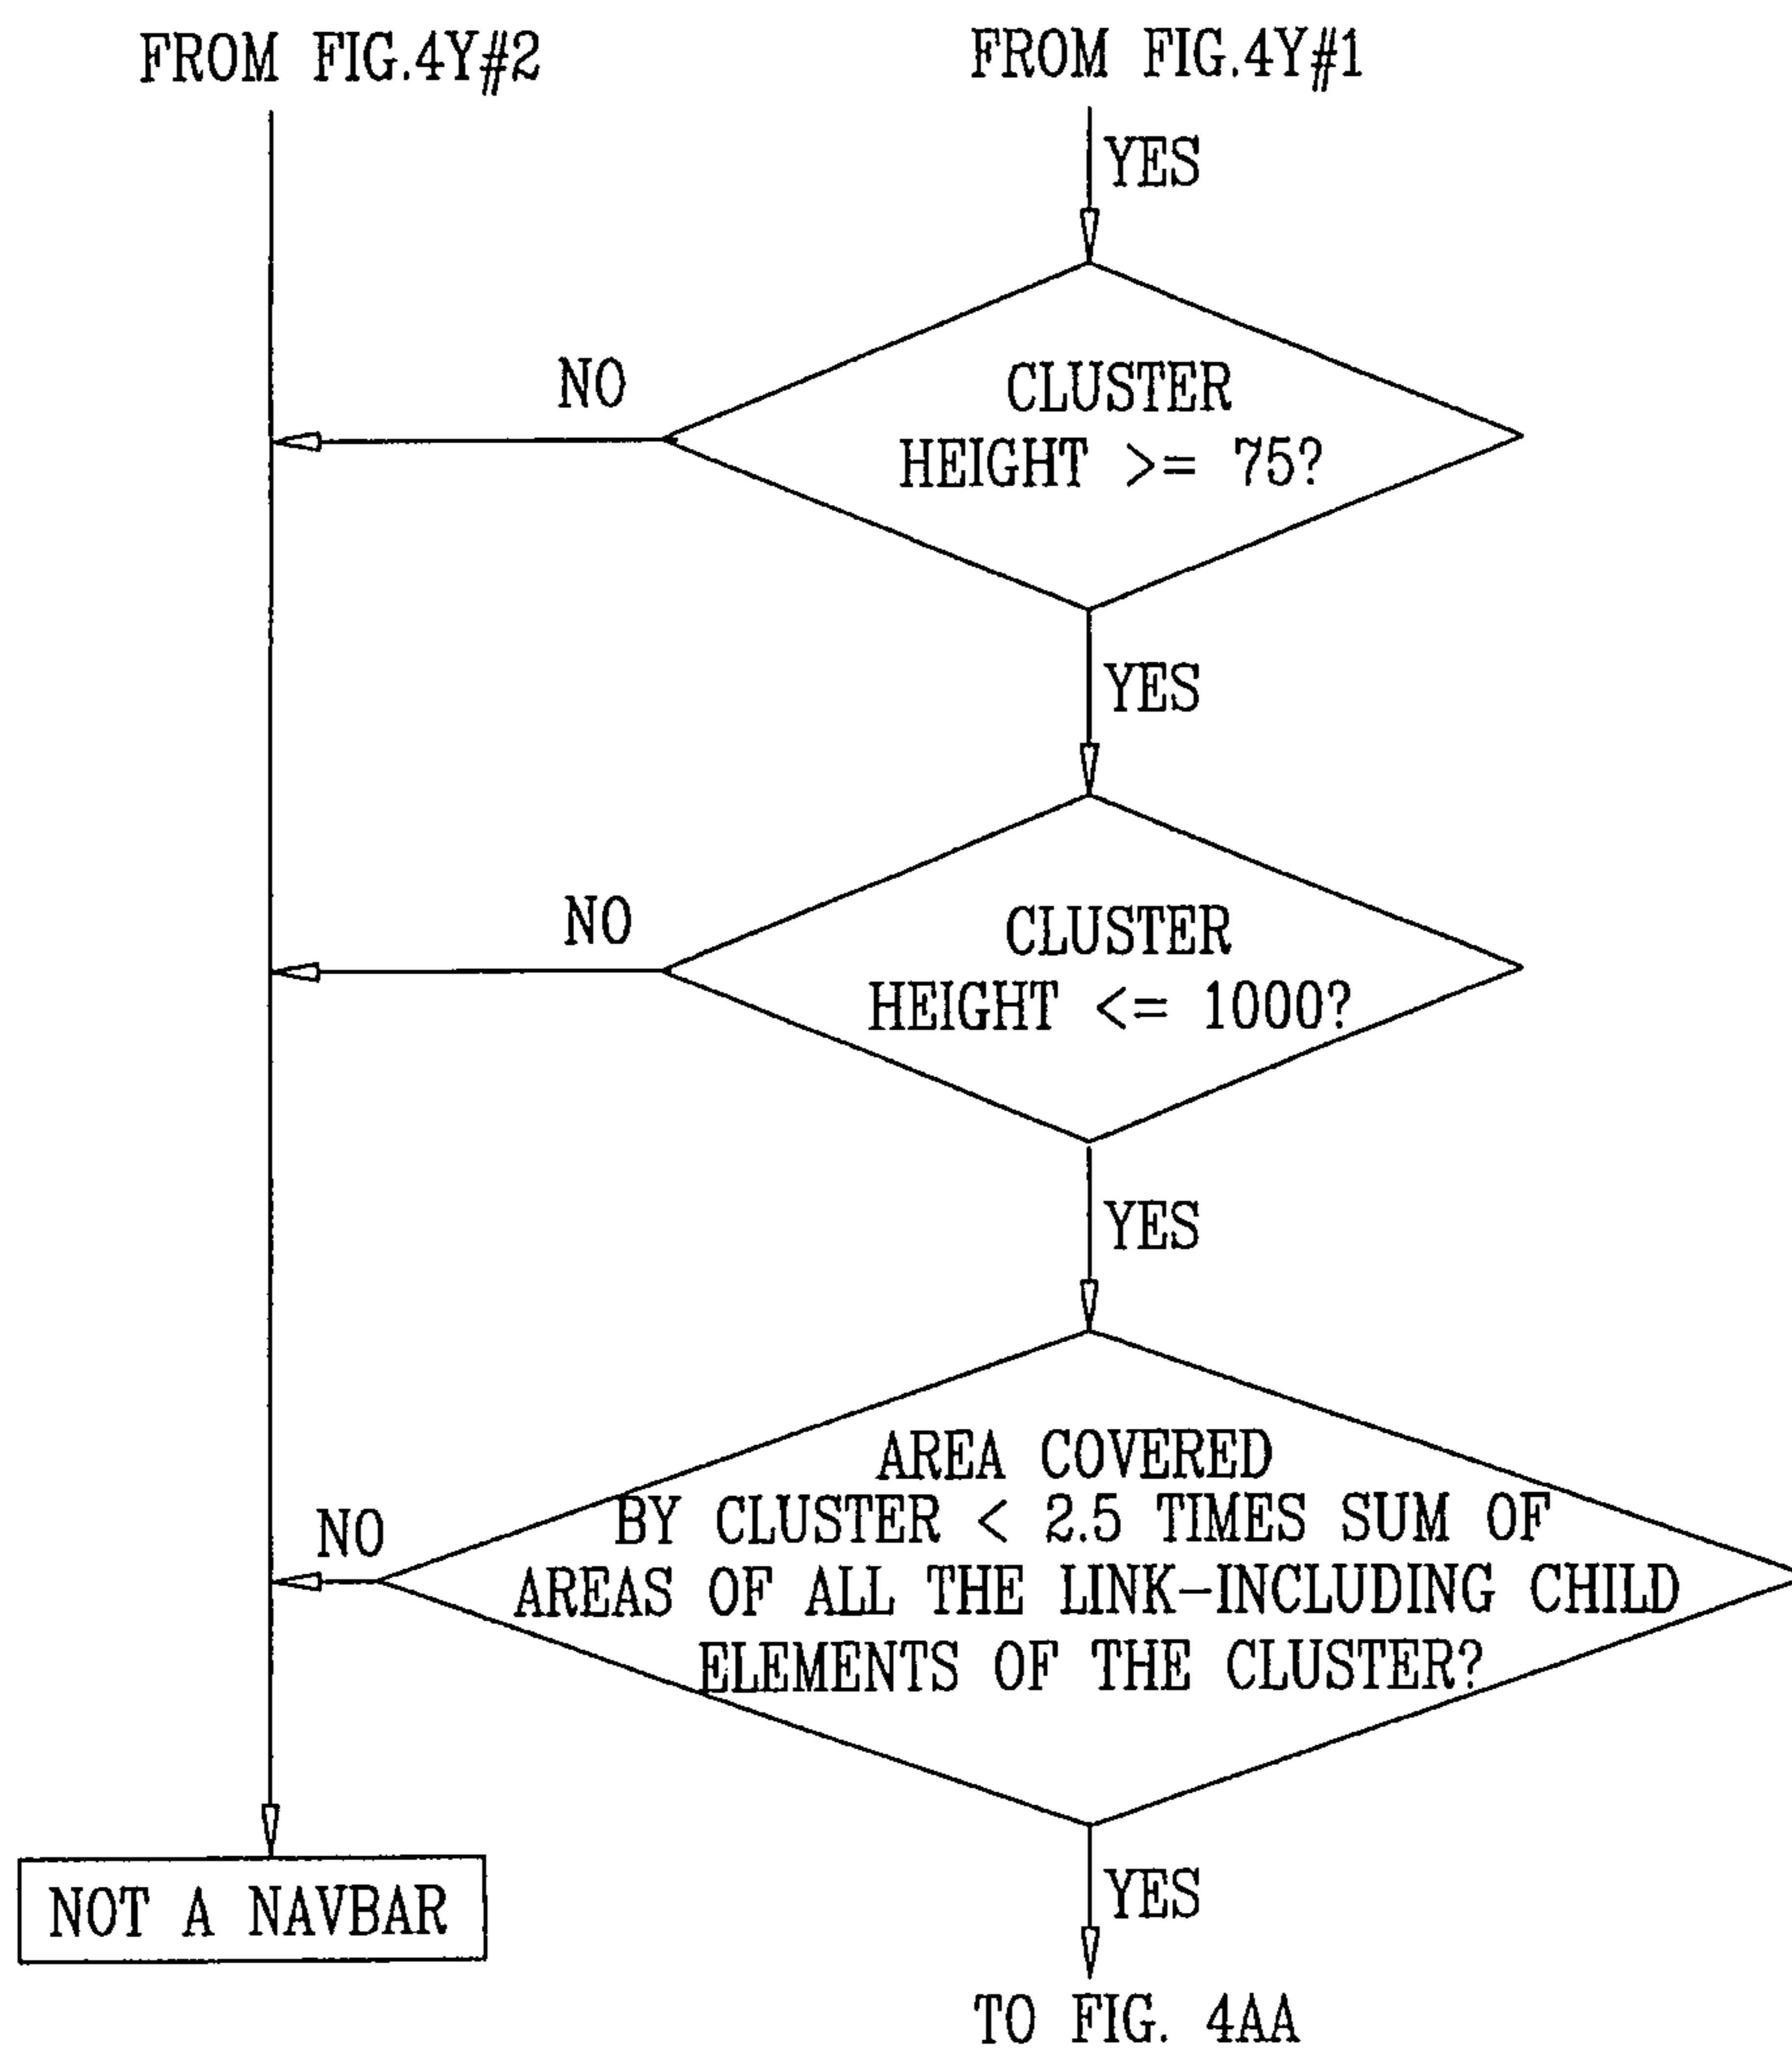 FROM FIG.4Y#2
FROM FIG.4Y#1
YES
NO
CLUSTER
HEIGHT >= 75?
YES
NO
CLUSTER
HEIGHT <= 1000?
YES
NO
AREA COVERED
BY CLUSTER < 2.5 TIMES SUM OF
AREAS OF ALL THE LINK-INCLUDING CHILD
ELEMENTS OF THE CLUSTER?
NOT A NAVBAR
YES
TO FIG. 4AA